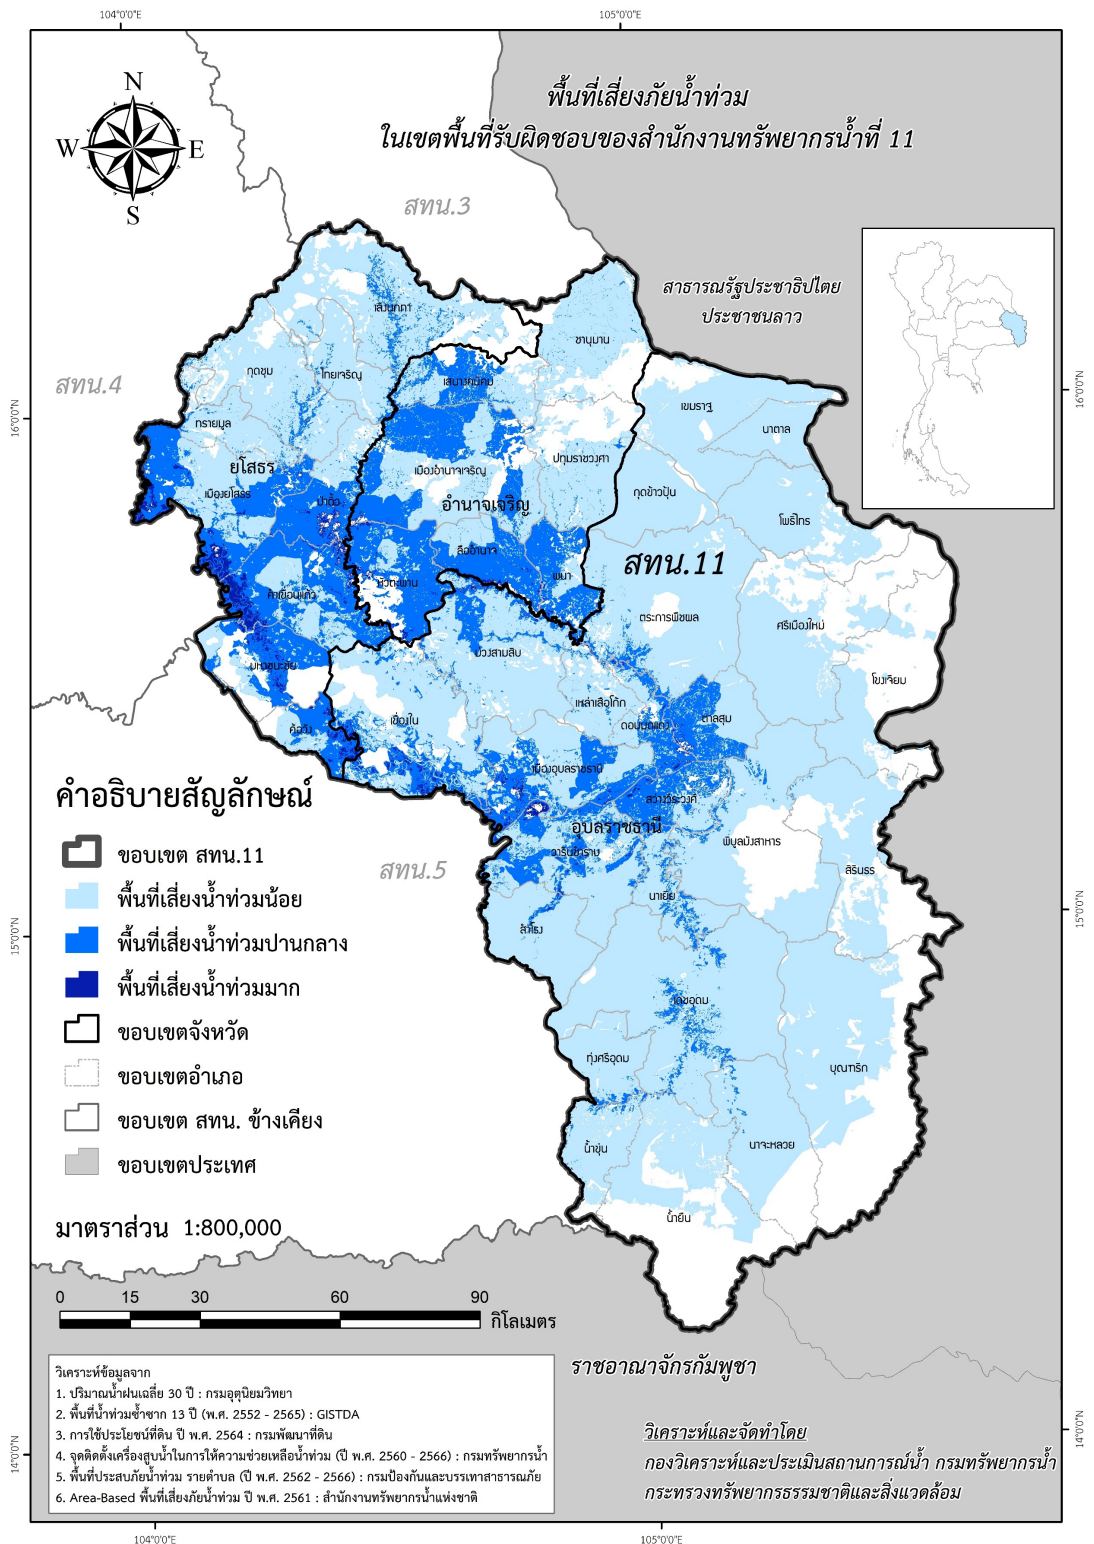 104°0'0"E
105°0'0"E
พื้นที่เสี่ยงภัยน้ำท่วม
ในเขตพื้นที่รับผิดชอบของสำนักงานทรัพยากรน้ำที่ 11
N
W
E
S
สทน.3
สาธารณรัฐประชาธิปไตย
ประชาชนลาว
สทน.4
16°0'0"N
16°0'0"N
เลิงนกทา
ชานุมาน
กุดชุม
ไทยเจริญ
เสนางคนิคม
เขมราฐ
นาตาล
ทรายมูล
ยโสธร
เมืองยโสธร
ป่าติ้ว
เมืองอำนาจเจริญ
ปทุมราชวงศา
อำนาจเจริญ
กุดข้าวปุ้น
โพธิ์ไทร
ลืออำนาจ
สทน.11
หัวตะพาน
พนา
คำเขื่อนแก้ว
ตระการพืชผล
ศรีเมืองใหม่
มหาชนะชัย
ม่วงสามสิบ
โขงเจียม
เหล่าเสือโก้ก
ค้อวัง
เขื่องใน
ดอนมดแดง
ตาลสุม
เมืองอุบลราชธานี
สว่างวีระวงศ์
อุบลราชธานี
วารินชำราบ
พิบูลมังสาหาร
สิรินธร
สทน.5
นาเยีย
สำโรง
15°0'0"N
15°0'0"N
เดชอุดม
ทุ่งศรีอุดม
บุณฑริก
น้ำขุ่น
นาจะหลวย
น้ำยืน
คำอธิบายสัญลักษณ์
ขอบเขต สทน.11
พื้นที่เสี่ยงน้ำท่วมน้อย
พื้นที่เสี่ยงน้ำท่วมปานกลาง
พื้นที่เสี่ยงน้ำท่วมมาก
ขอบเขตจังหวัด
ขอบเขตอำเภอ
ขอบเขต สทน. ข้างเคียง
ขอบเขตประเทศ
มาตราส่วน 1:800,000
0 15 30 60 90
กิโลเมตร
ราชอาณาจักรกัมพูชา
วิเคราะห์ข้อมูลจาก
1. ปริมาณน้ำฝนเฉลี่ย 30 ปี : กรมอุตุนิยมวิทยา
2. พื้นที่น้ำท่วมซ้ำซาก 13 ปี (พ.ศ. 2552 - 2565) : GISTDA
3. การใช้ประโยชน์ที่ดิน ปี พ.ศ. 2564 : กรมพัฒนาที่ดิน
4. จุดติดตั้งเครื่องสูบน้ำในการให้ความช่วยเหลือน้ำท่วม (ปี พ.ศ. 2560 - 2566) : กรมทรัพยากรน้ำ
5. พื้นที่ประสบภัยน้ำท่วม รายตำบล (ปี พ.ศ. 2562 - 2566) : กรมป้องกันและบรรเทาสาธารณภัย
6. Area-Based พื้นที่เสี่ยงภัยน้ำท่วม ปี พ.ศ. 2561 : สำนักงานทรัพยากรน้ำแห่งชาติ
วิเคราะห์และจัดทำโดย
กองวิเคราะห์และประเมินสถานการณ์น้ำ กรมทรัพยากรน้ำ
กระทรวงทรัพยากรธรรมชาติและสิ่งแวดล้อม
14°0'0"N
14°0'0"N
104°0'0"E
105°0'0"E